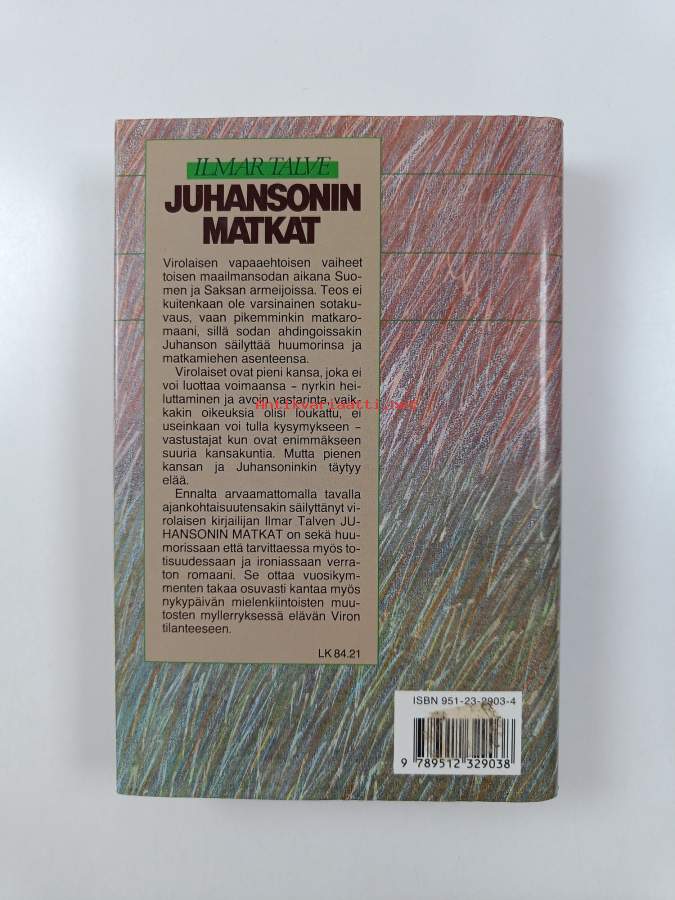 ILMAR TALVE
JUHANSONIN
MATKAT
Virolaisen vapaaehtoisen vaiheet
toisen maailmansodan aikana Suo-
men ja Saksan armeijoissa. Teos ei
kuitenkaan ole varsinainen sotaku-
vaus, vaan pikemminkin matkaro-
maani, sillä sodan ahdingoissakin
Juhanson säilyttää huumorinsa ja
matkamiehen asenteensa.
Virolaiset ovat pieni kansa, joka ei
voi luottaa voimaansa – nyrkin hei-
luttaminen ja avoin vastarinta, vaik-
Antikvariaatti.net
kakin oikeuksia olisi loukattu, ei
useinkaan voi tulla kysymykseen –
vastustajat kun ovat enimmäkseen
suuria kansakuntia. Mutta pienen
kansan ja Juhansoninkin täytyy
elää.
Ennalta arvaamattomalla tavalla
ajankohtaisuutensakin säilyttänyt vi-
rolaisen kirjailijan Ilmar Talven JU-
HANSONIN MATKAT on sekä huu-
morissaan että tarvittaessa myös to-
tisuudessaan ja ironiassaan verra-
ton romaani. Se ottaa vuosikym-
menten takaa osuvasti kantaa myös
nykypäivän mielenkiintoisten muu-
tosten myllerryksessä elävän Viron
tilanteeseen.
LK 84.21
ISBN 951-23-2903-4
9 789512 329038